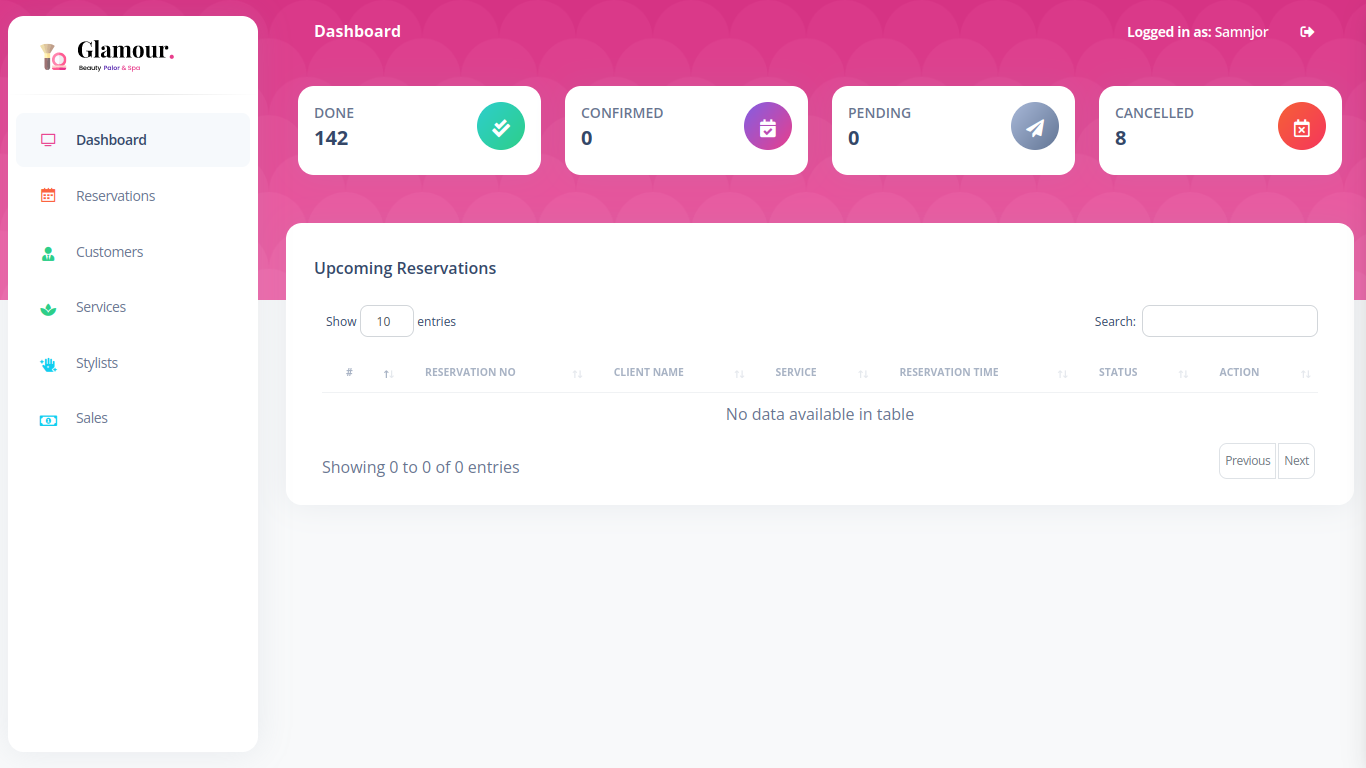 Glamour.
Beauty Palor & Spa
Dashboard
Reservations
Customers
Services
Stylists
Sales
Dashboard
Logged in as: Samnjor
DONE
142
CONFIRMED
0
PENDING
0
CANCELLED
8
Upcoming Reservations
Show 10 entries
Search:
# RESERVATION NO CLIENT NAME SERVICE RESERVATION TIME STATUS ACTION
No data available in table
Showing 0 to 0 of 0 entries
Previous Next